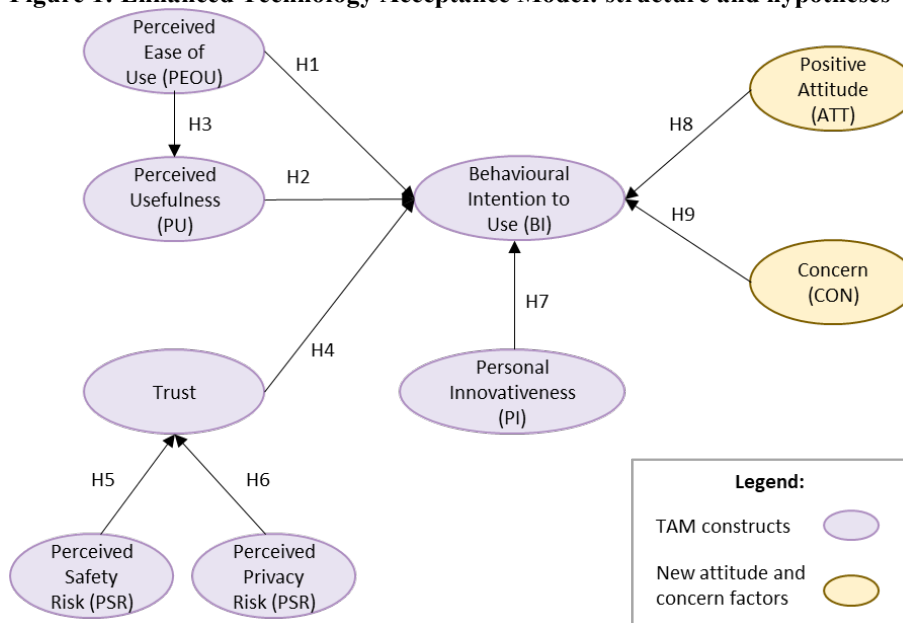 Figure 1: Enhanced Technology Acceptance Model: structure and hypotheses
Perceived
Ease of
Use (PEOU)
H1
Positive
Attitude
(ATT)
H3
H8
Perceived
Usefulness
(PU)
H2
Behavioural
Intention to
Use (BI)
H9
Concern
(CON)
H7
H4
Trust
Personal
Innovativeness
(PI)
H5
H6
Perceived
Safety
Risk (PSR)
Perceived
Privacy
Risk (PSR)
Legend:
TAM constructs
New attitude and
concern factors